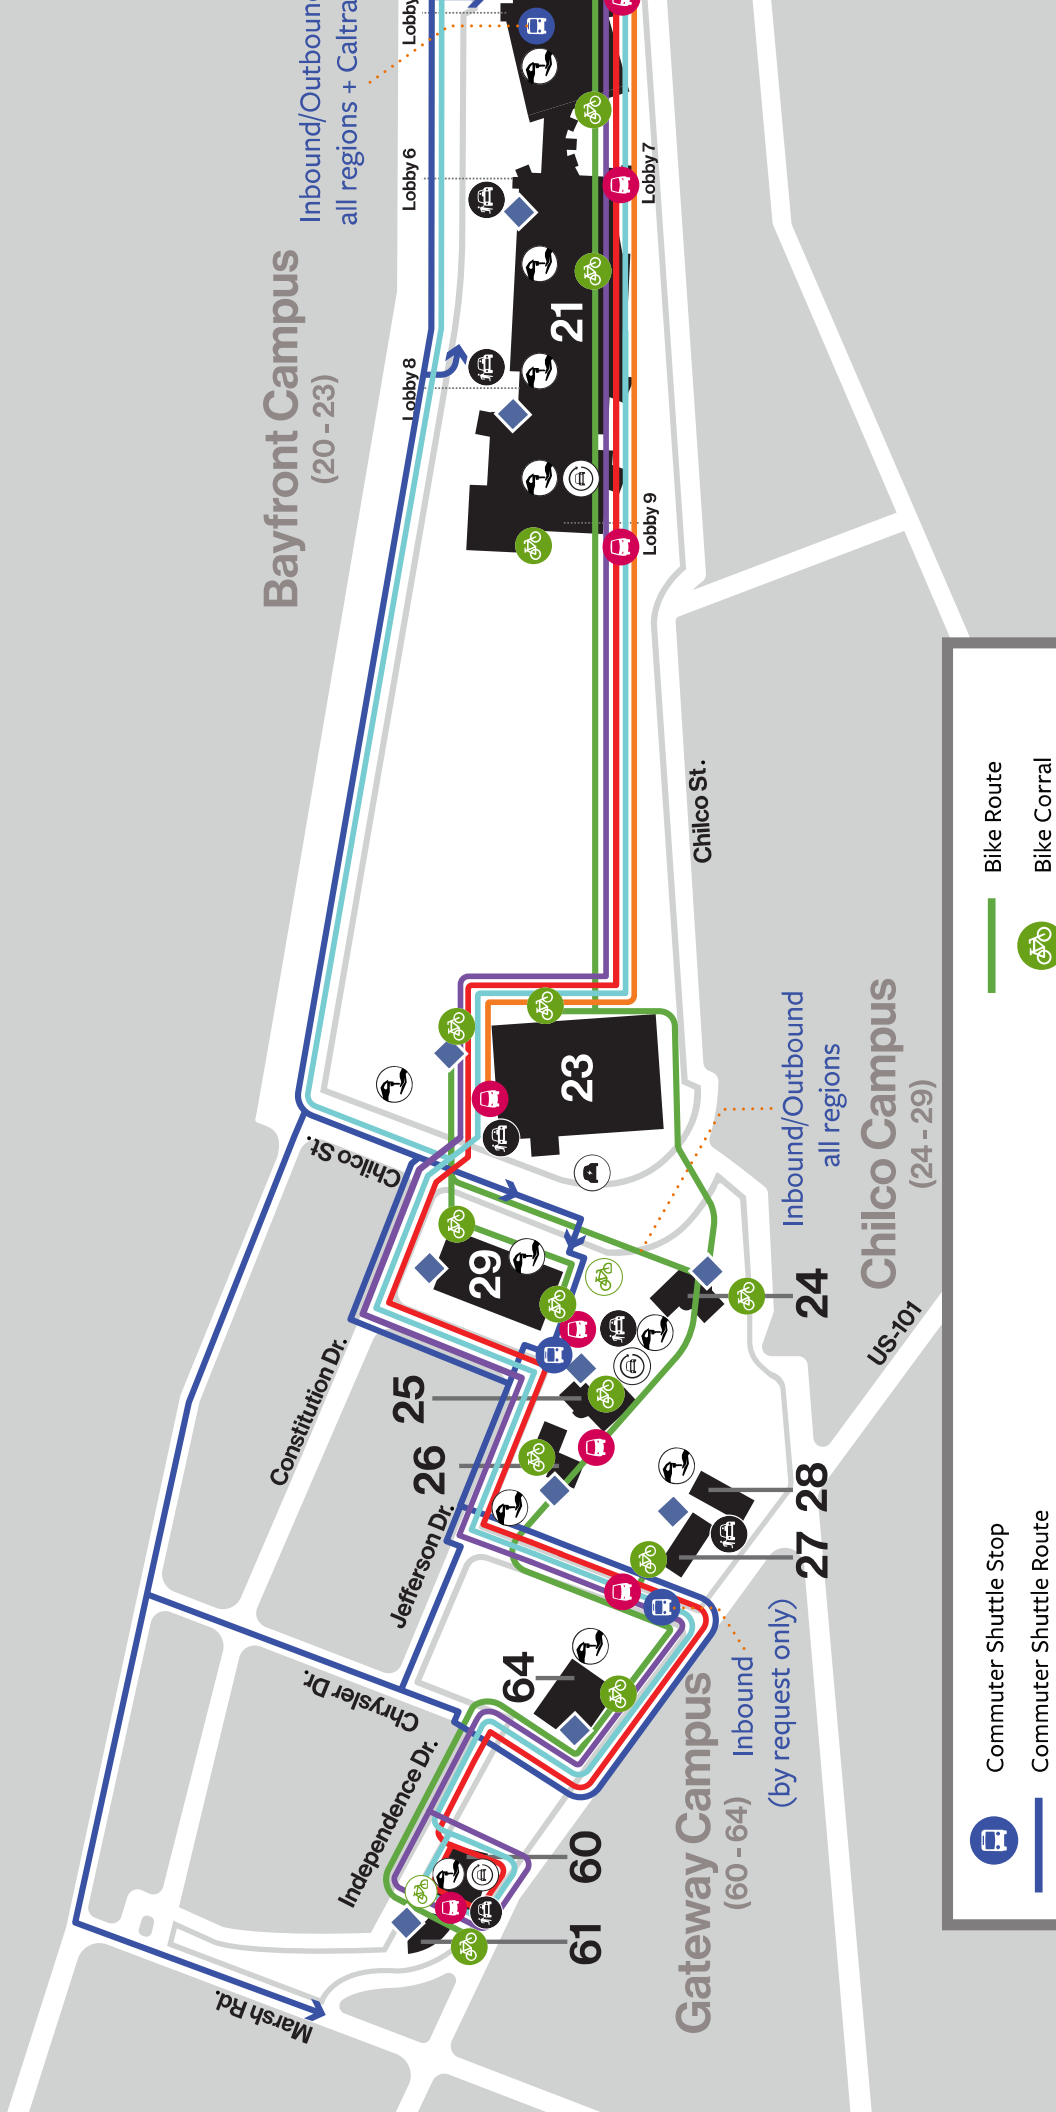 Marsh Rd.
Independence Dr.
61
60
Gateway Campus
(60 - 64)
Chrysler Dr.
64
Inbound
(by request only)
Jefferson Dr.
Constitution Dr.
26
25
27
28
24
US-101
29
Chilco St.
Chilco Campus
(24 - 29)
Inbound/Outbound
all regions
23
Chilco St.
Bayfront Campus
(20 - 23)
Lobby 9
Lobby 8
21
Lobby 7
Lobby 6
Lobby
Inbound/Outbound
all regions +
Commuter Shuttle Stop
Commuter Shuttle Route
Bike Route
Bike Corral